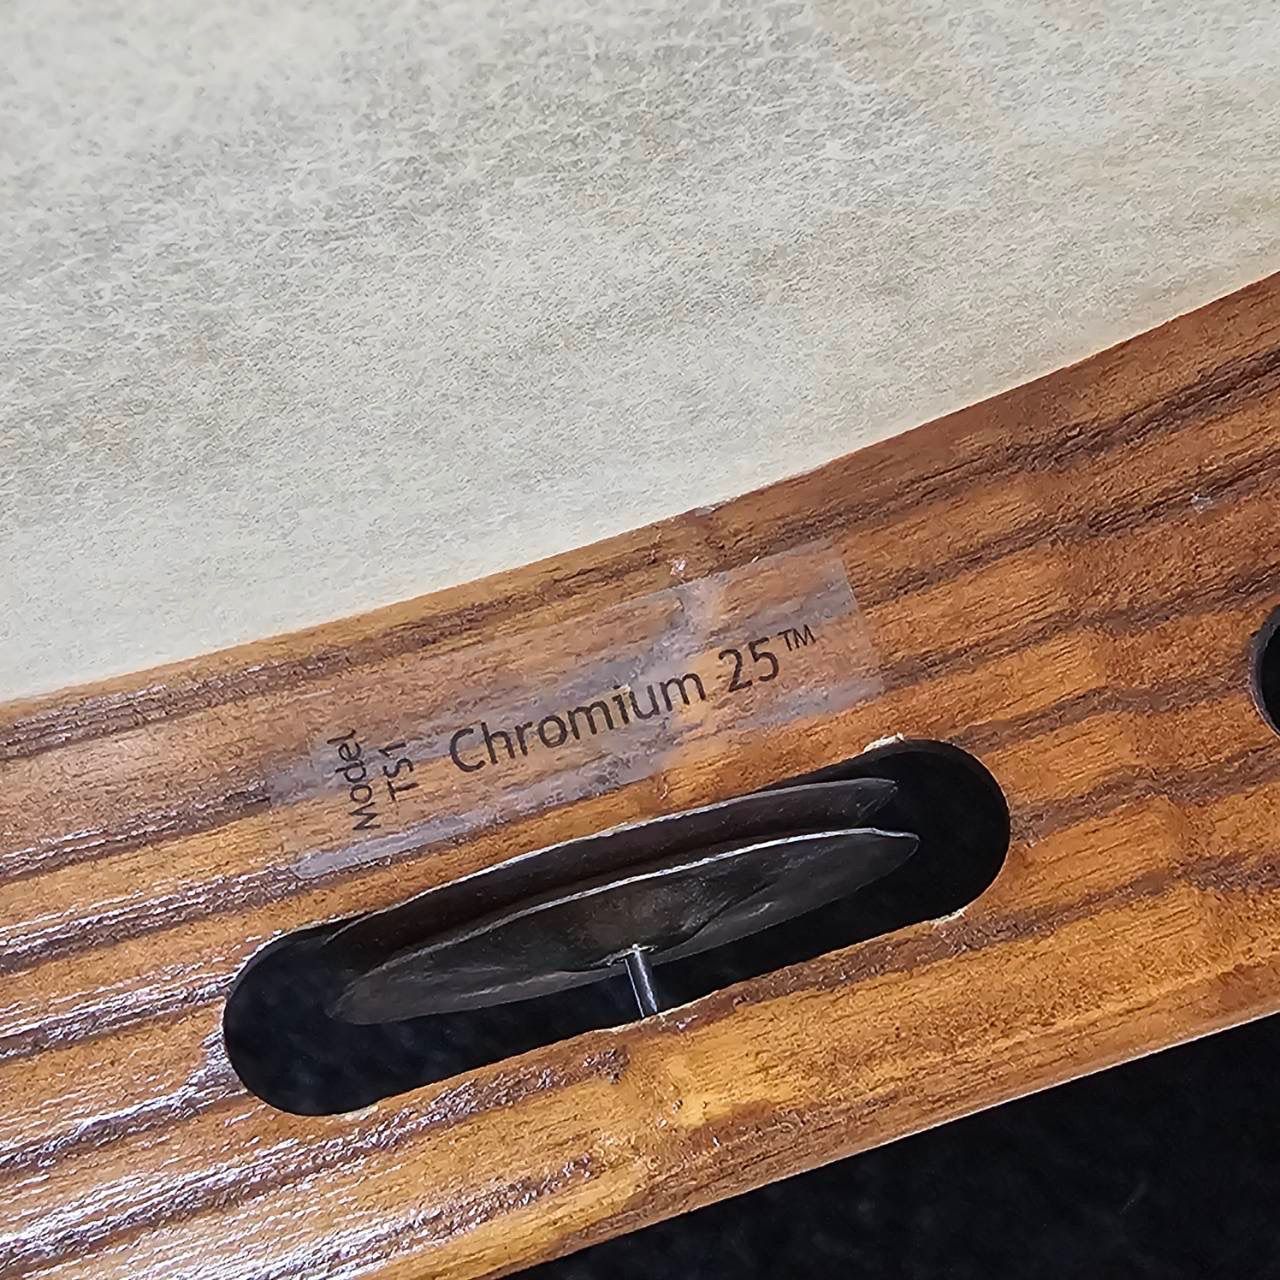 Model
TS1
Chromium 25™